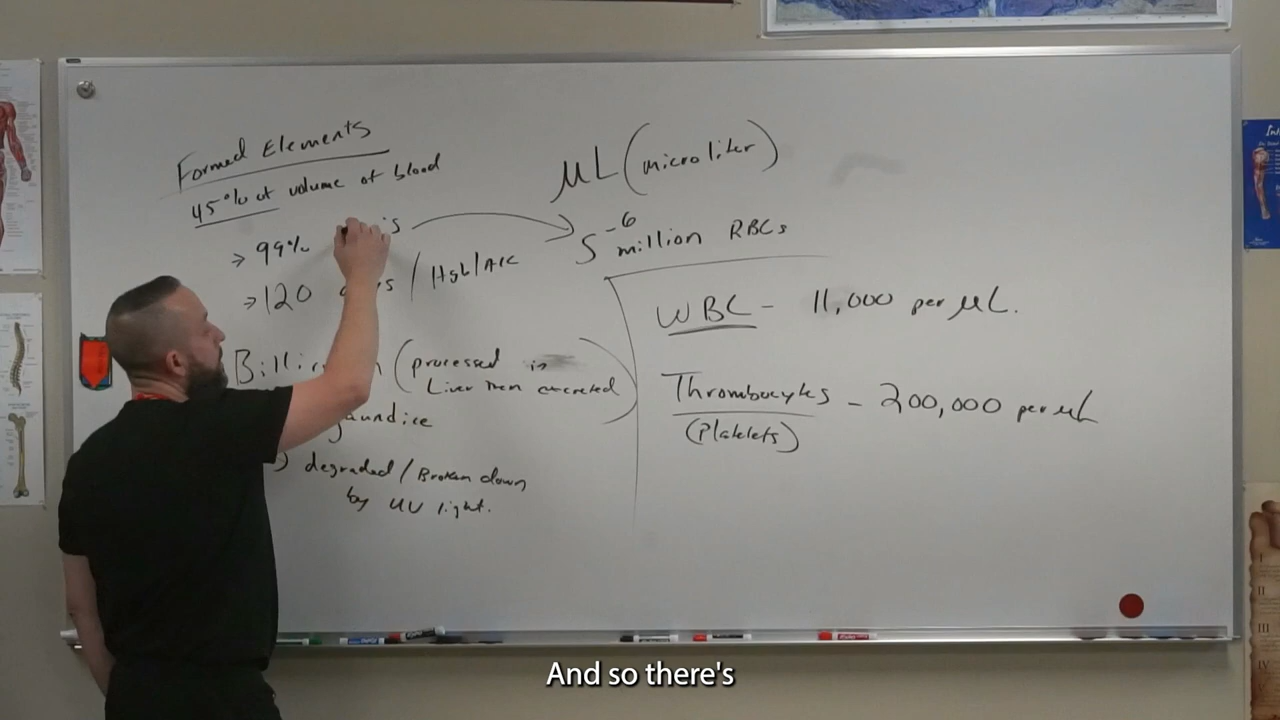 Formed Elements
45% of volume of blood
→ 99%
→ 120 / Hgb/A1C
(processed in
Liver then excreted)
Jaundice
degraded / Broken down
by UV light.
μL (microliter)
5-6 million RBCs
WBC - 11,000 per μL.
Thrombocytes - 200,000 per μL
(Platelets)
And so there's